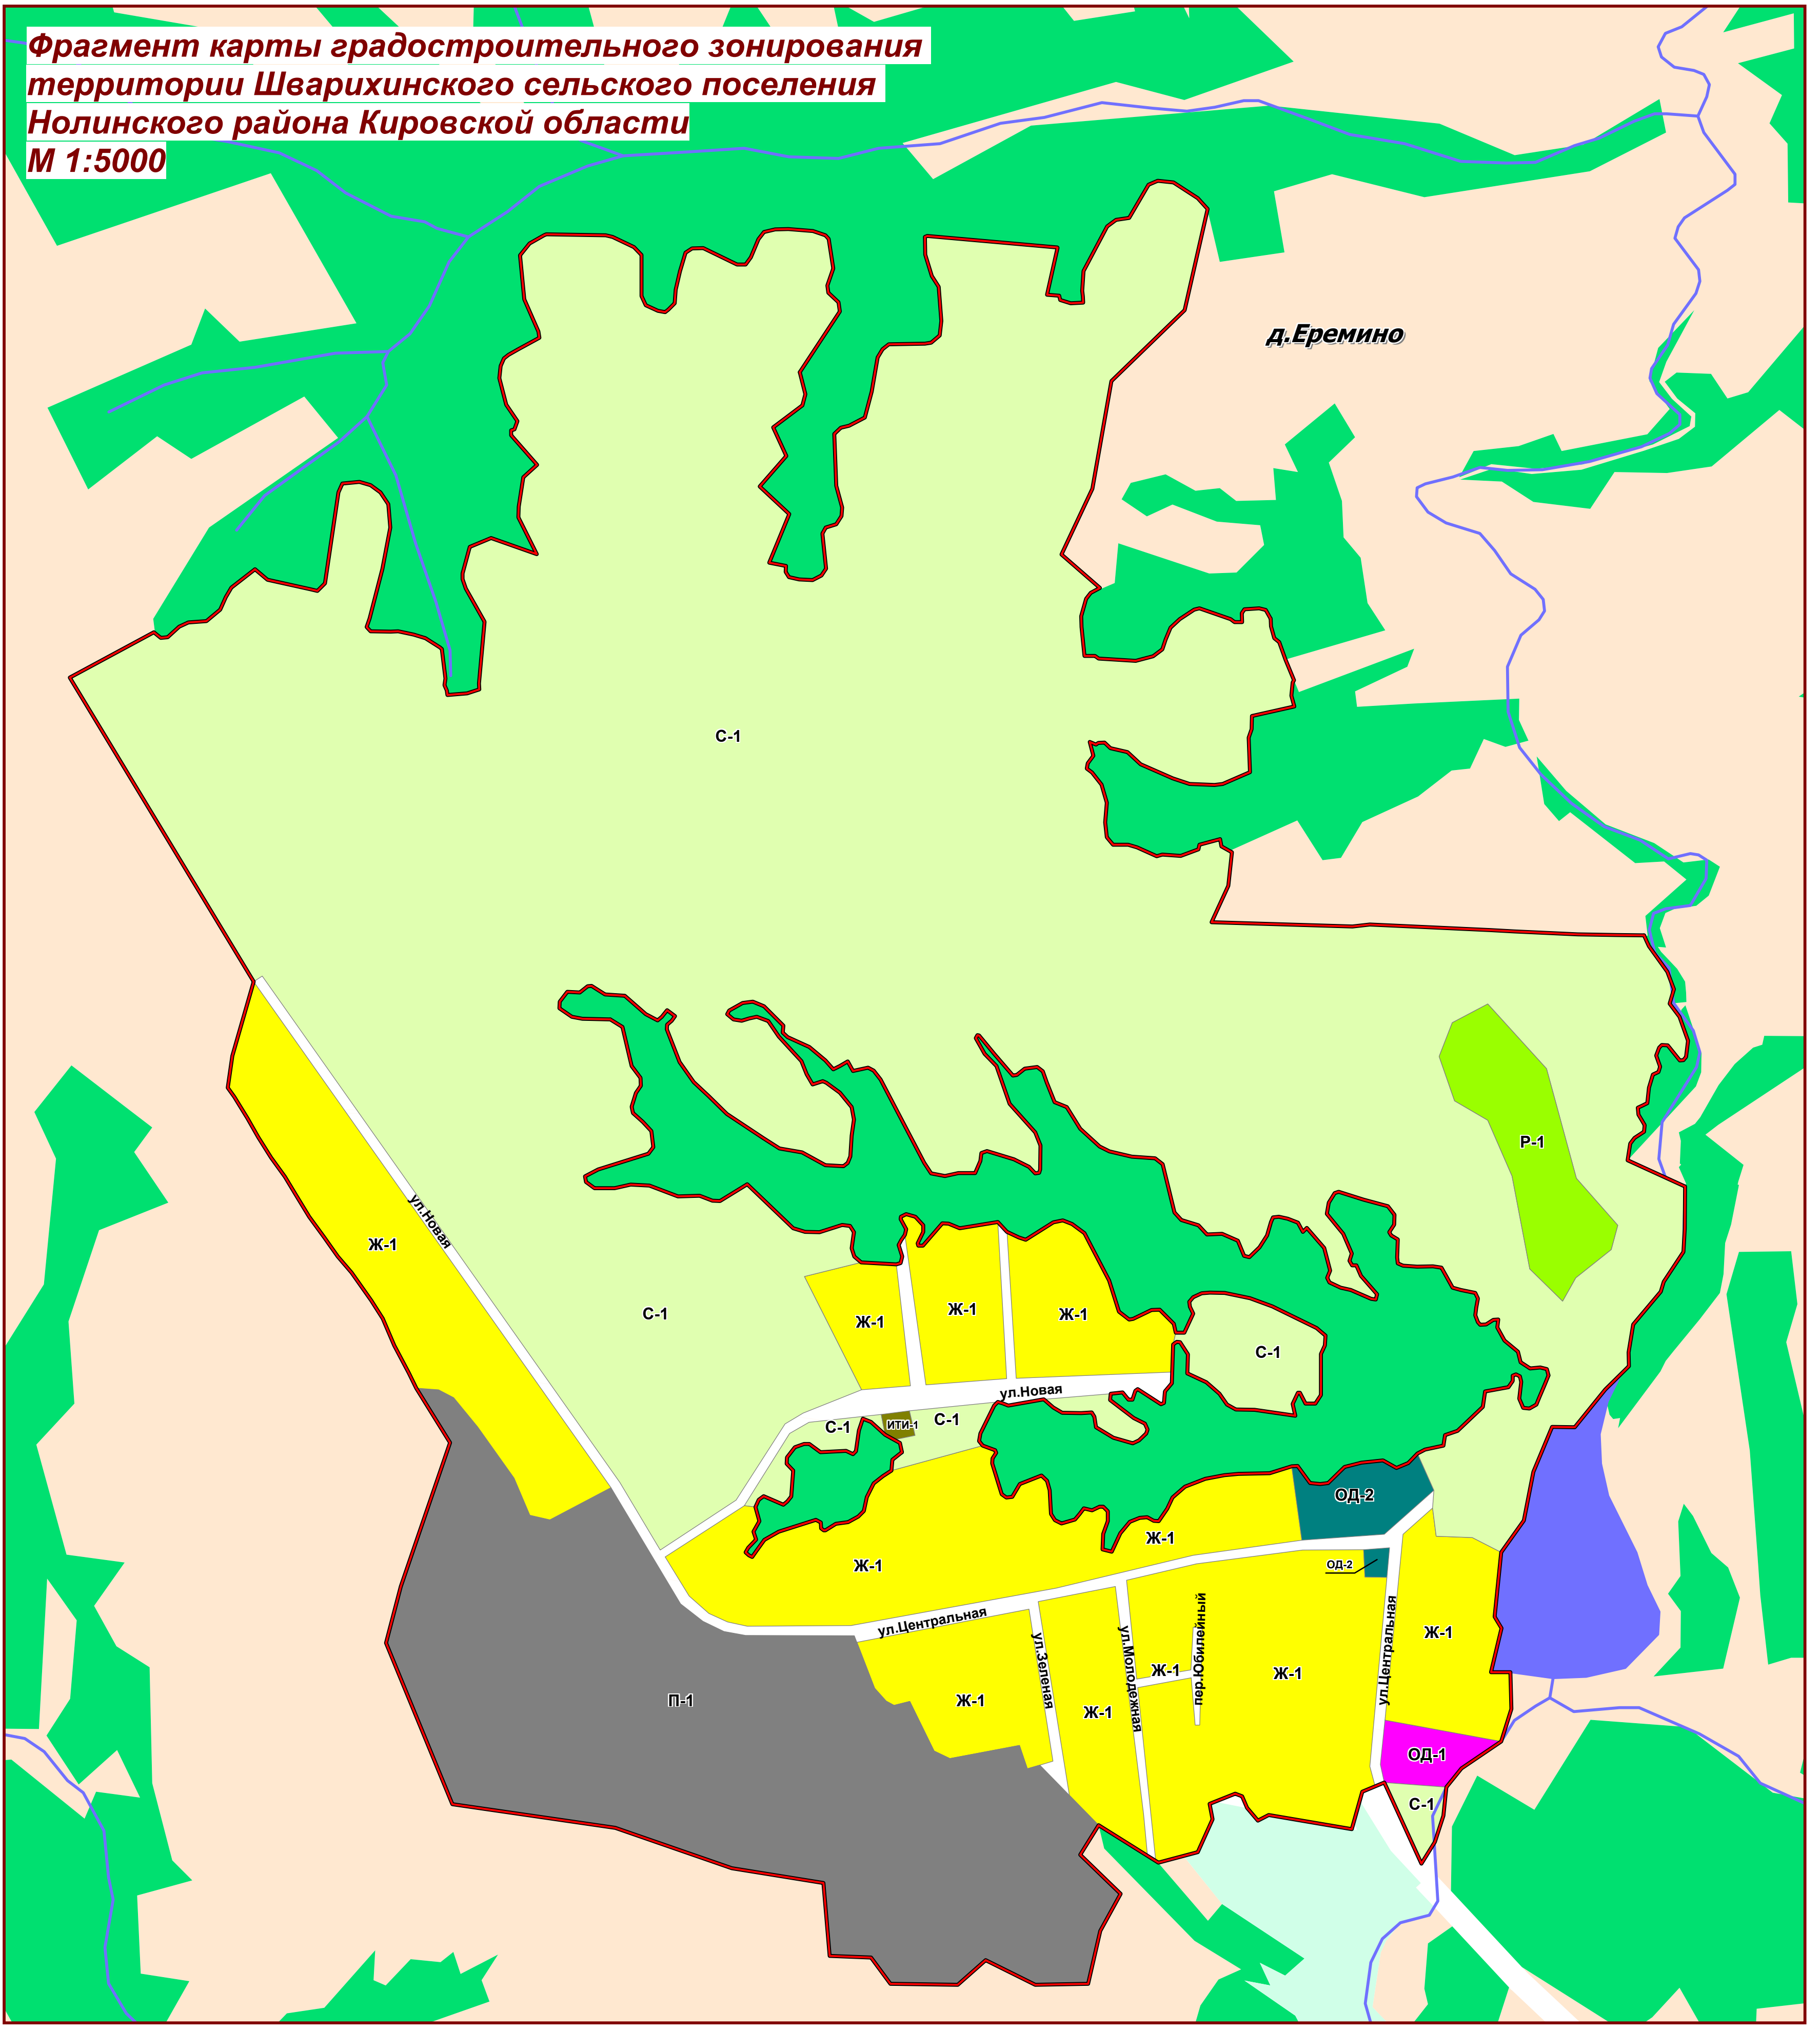 Фрагмент карты градостроительного зонирования
территории Шварихинского сельского поселения
Нолинского района Кировской области
М 1:5000
д.Еремино
С-1
Р-1
ул.Новая
Ж-1
С-1
Ж-1
Ж-1
Ж-1
С-1
ул.Новая
С-1
ИТИ-1
С-1
ОД-2
Ж-1
Ж-1
ОД-2
ул.Центральная
ул.Зеленая
ул.Молодежная
пер.Юбилейный
ул.Центральная
Ж-1
Ж-1
Ж-1
П-1
Ж-1
Ж-1
ОД-1
С-1